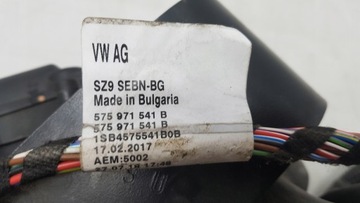 VW AG
SZ9 SEBN-BG
Made in Bulgaria
575 971 541 B
575 971 541 B
1SB4575541B0B
17.02.2017
AEM:5002